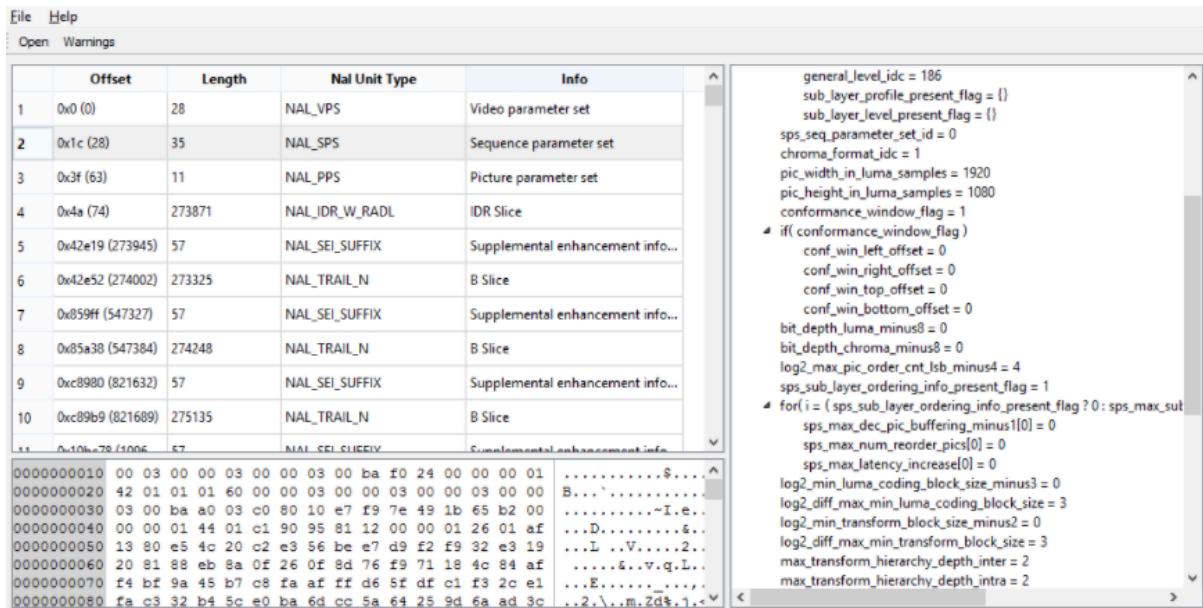 File Help
Open Warnings
Offset Length Nal Unit Type Info
1 0x0 (0) 28 NAL_VPS Video parameter set
2 0x1c (28) 35 NAL_SPS Sequence parameter set
3 0x3f (63) 11 NAL_PPS Picture parameter set
4 0x4a (74) 273871 NAL_IDR_W_RADL IDR Slice
5 0x42e19 (273945) 57 NAL_SEI_SUFFIX Supplemental enhancement info...
6 0x42e52 (274002) 273325 NAL_TRAIL_N B Slice
7 0x859ff (547327) 57 NAL_SEI_SUFFIX Supplemental enhancement info...
8 0x85a38 (547384) 274248 NAL_TRAIL_N B Slice
9 0xc8980 (821632) 57 NAL_SEI_SUFFIX Supplemental enhancement info...
10 0xc89b9 (821689) 275135 NAL_TRAIL_N B Slice
0000000010 00 03 00 00 03 00 00 03 00 ba f0 24 00 00 00 01 ...........$....
0000000020 42 01 01 01 60 00 00 03 00 00 03 00 00 03 00 00 B...`...........
0000000030 03 00 ba a0 03 c0 80 10 e7 f9 7e 49 1b 65 b2 00 ..........~I.e..
0000000040 00 00 01 44 01 c1 90 95 81 12 00 00 01 26 01 af ...D.........&..
0000000050 13 80 e5 4c 20 c2 e3 56 be e7 d9 f2 f9 32 e3 19 ...L ..V.....2..
0000000060 20 81 88 eb 8a 0f 26 0f 8d 76 f9 71 18 4c 84 af .....&..v.q.L..
0000000070 f4 bf 9a 45 b7 c8 fa af ff d6 5f df c1 f3 2c e1 ...E......_...,.
0000000080 fa c3 32 b4 5c e0 ba 6d cc 5a 64 25 9d 6a ad 3c ..2.\..m.Zd%.j.<
general_level_idc = 186
sub_layer_profile_present_flag = {}
sub_layer_level_present_flag = {}
sps_seq_parameter_set_id = 0
chroma_format_idc = 1
pic_width_in_luma_samples = 1920
pic_height_in_luma_samples = 1080
conformance_window_flag = 1
if( conformance_window_flag )
conf_win_left_offset = 0
conf_win_right_offset = 0
conf_win_top_offset = 0
conf_win_bottom_offset = 0
bit_depth_luma_minus8 = 0
bit_depth_chroma_minus8 = 0
log2_max_pic_order_cnt_lsb_minus4 = 4
sps_sub_layer_ordering_info_present_flag = 1
for( i = ( sps_sub_layer_ordering_info_present_flag ? 0 : sps_max_sub
sps_max_dec_pic_buffering_minus1[0] = 0
sps_max_num_reorder_pics[0] = 0
sps_max_latency_increase[0] = 0
log2_min_luma_coding_block_size_minus3 = 0
log2_diff_max_min_luma_coding_block_size = 3
log2_min_transform_block_size_minus2 = 0
log2_diff_max_min_transform_block_size = 3
max_transform_hierarchy_depth_inter = 2
max_transform_hierarchy_depth_intra = 2